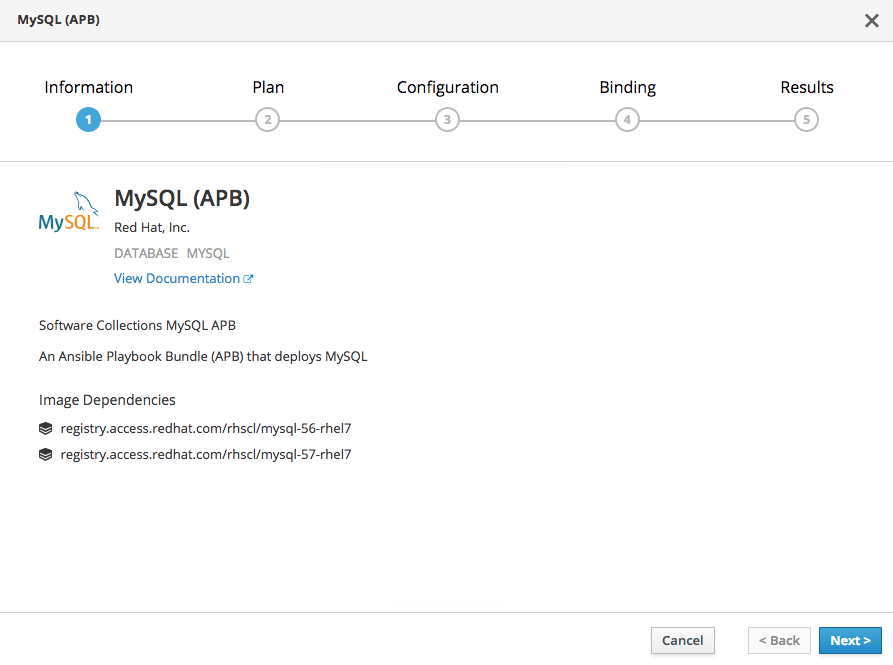 MySQL (APB)
Information Plan Configuration Binding Results
1 2 3 4 5
MySQL
MySQL (APB)
Red Hat, Inc.
DATABASE MYSQL
View Documentation
Software Collections MySQL APB
An Ansible Playbook Bundle (APB) that deploys MySQL
Image Dependencies
registry.access.redhat.com/rhscl/mysql-56-rhel7
registry.access.redhat.com/rhscl/mysql-57-rhel7
Cancel < Back Next >